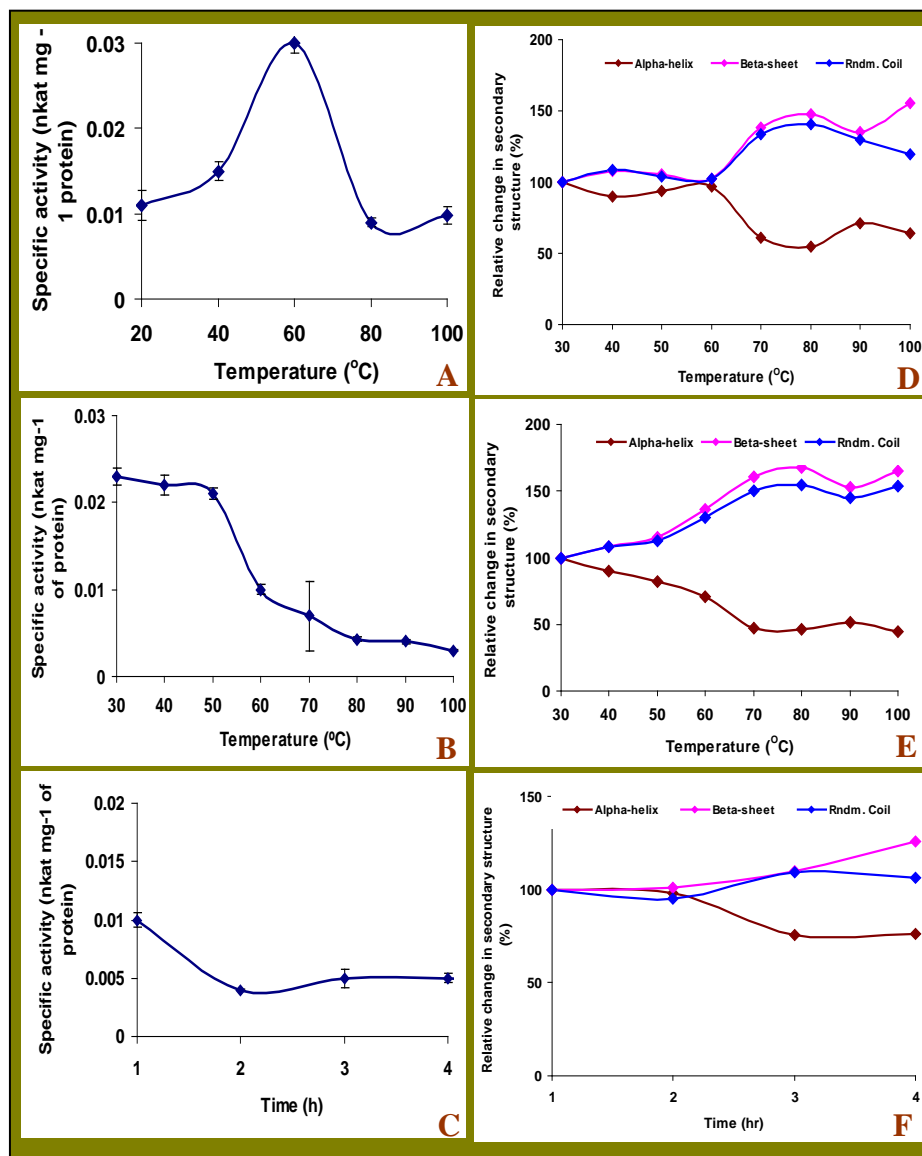 Specific activity (nkat mg -
1 protein)
0.03
0.02
0.01
0
20 40 60 80 100
Temperature (oC)
A
Relative change in secondary
structure (%)
Alpha-helix Beta-sheet Rndm. Coil
200
150
100
50
0
30 40 50 60 70 80 90 100
Temperature (OC)
D
Specific activity (nkat mg-1
of protein)
0.03
0.02
0.01
0
30 40 50 60 70 80 90 100
Temperature (ºC)
B
Relative change in secondary
structure (%)
Alpha-helix Beta-sheet Rndm. Coil
200
150
100
50
0
30 40 50 60 70 80 90 100
Temperature (OC)
E
Specific activity (nkat mg-1 of
protein)
0.02
0.015
0.01
0.005
0
1 2 3 4
Time (h)
C
Relative change in secondary structure
(%)
Alpha-helix Beta-sheet Rndm. Coil
150
100
50
0
1 2 3 4
Time (hr)
F